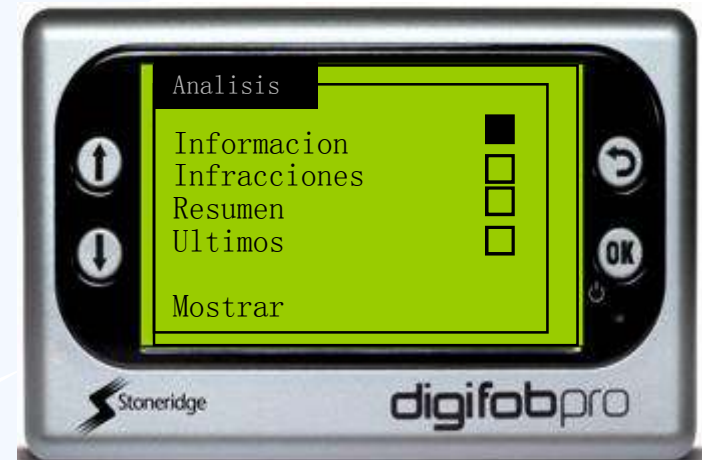 Analisis
Informacion
Infracciones
Resumen
Ultimos
Mostrar
OK
Stoneridge
digifobpro